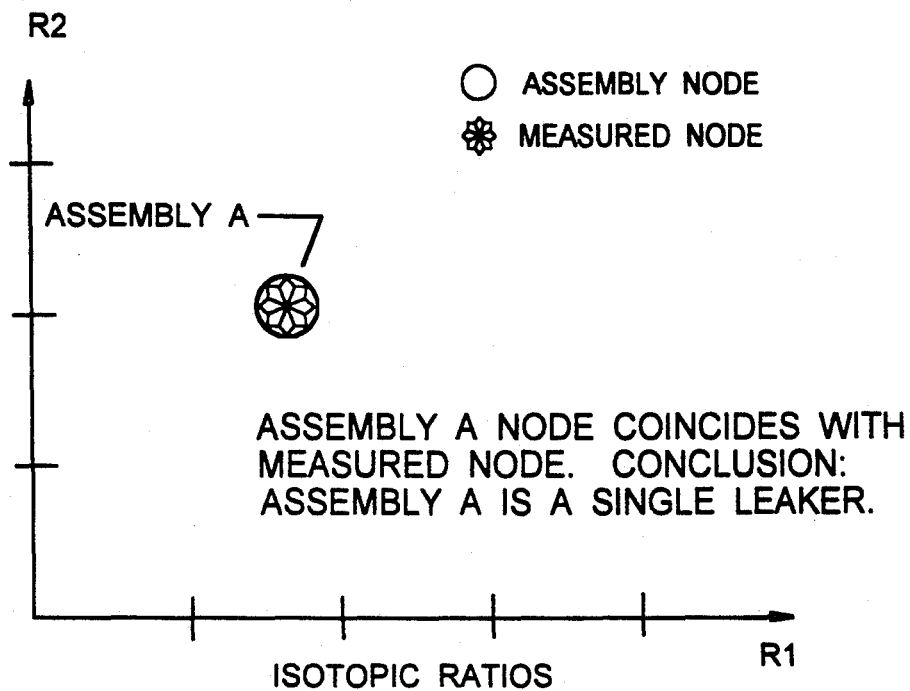 R2
ASSEMBLY NODE
MEASURED NODE
ASSEMBLY A
ASSEMBLY A NODE COINCIDES WITH
MEASURED NODE. CONCLUSION:
ASSEMBLY A IS A SINGLE LEAKER.
R1
ISOTOPIC RATIOS